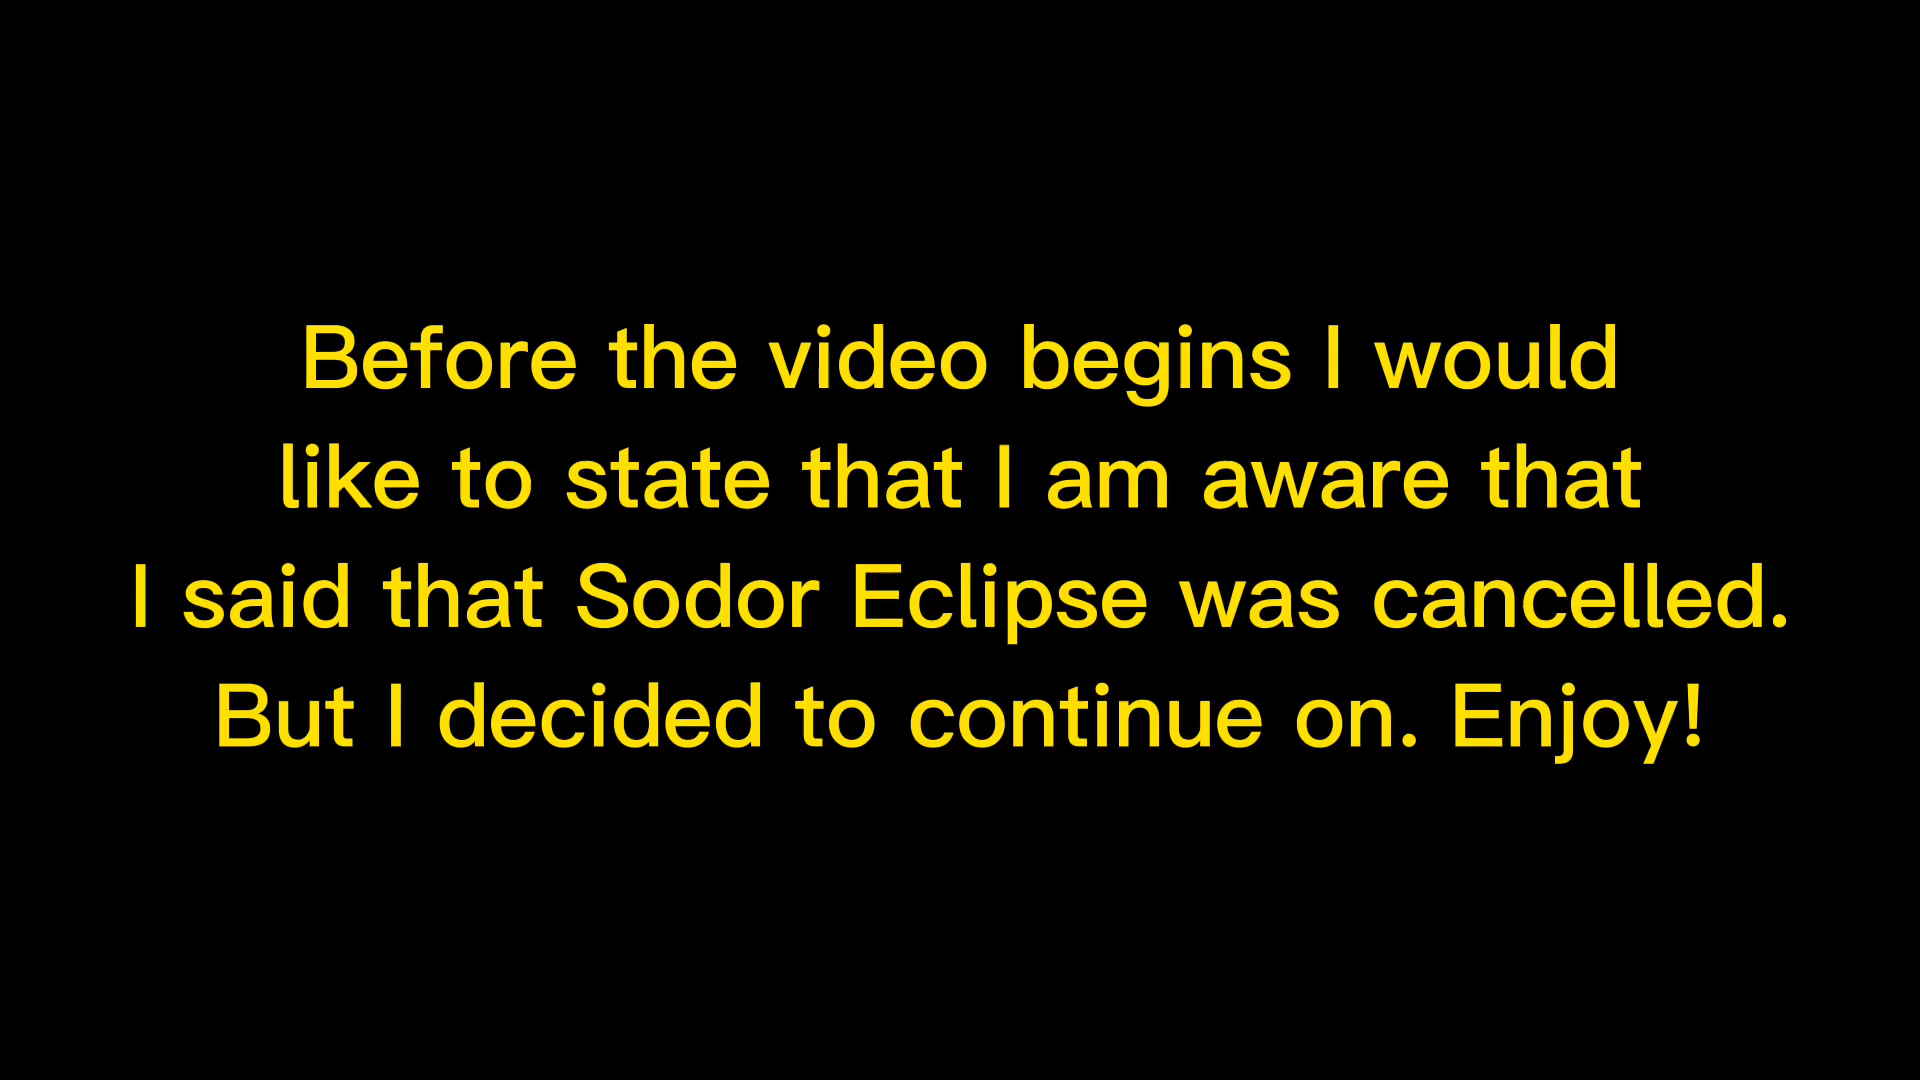 Before the video begins I would
like to state that I am aware that
I said that Sodor Eclipse was cancelled.
But I decided to continue on. Enjoy!